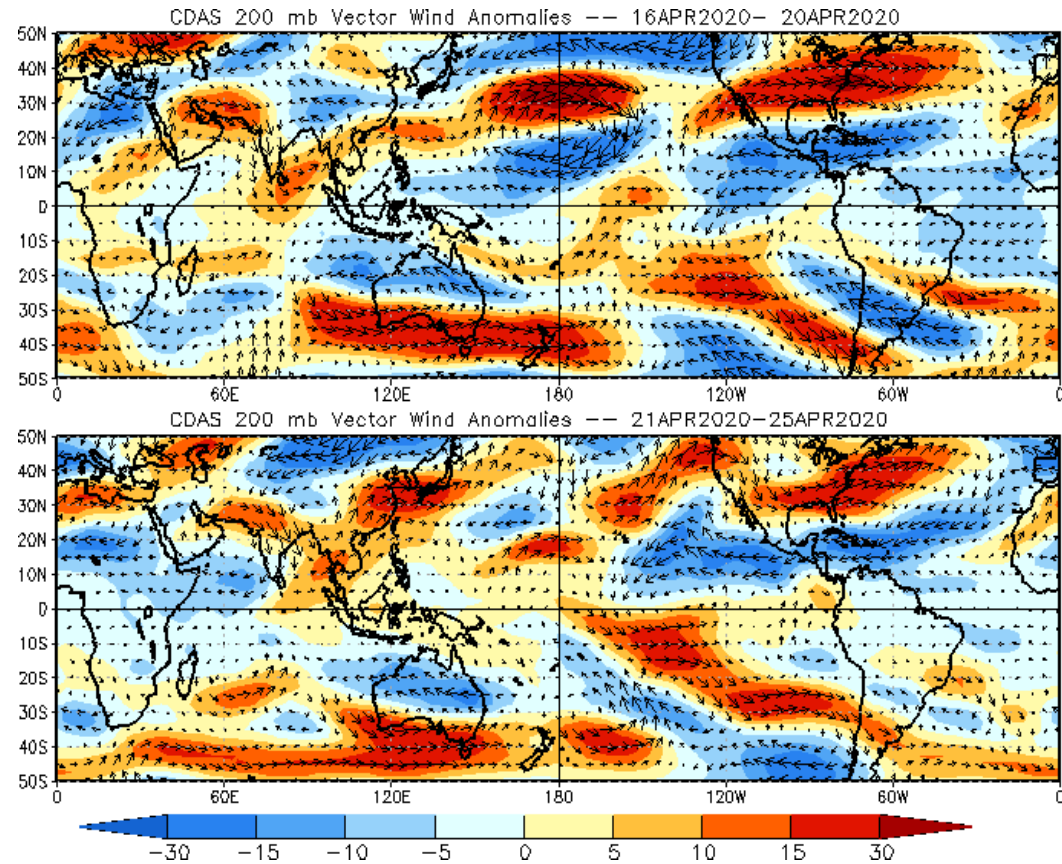 CDAS 200 mb Vector Wind Anomalies -- 16APR2020- 20APR2020
50N
40N
30N
20N
10N
0
10S
20S
30S
40S
50S
0 60E 120E 180 120W 60W 0
CDAS 200 mb Vector Wind Anomalies -- 21APR2020-25APR2020
50N
40N
30N
20N
10N
0
10S
20S
30S
40S
50S
0 60E 120E 180 120W 60W 0
-30 -15 -10 -5 0 5 10 15 30